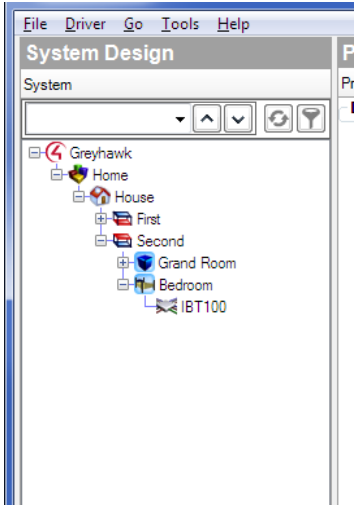 File Driver Go Tools Help
System Design
System
Greyhawk
Home
House
First
Second
Grand Room
Bedroom
IBT100